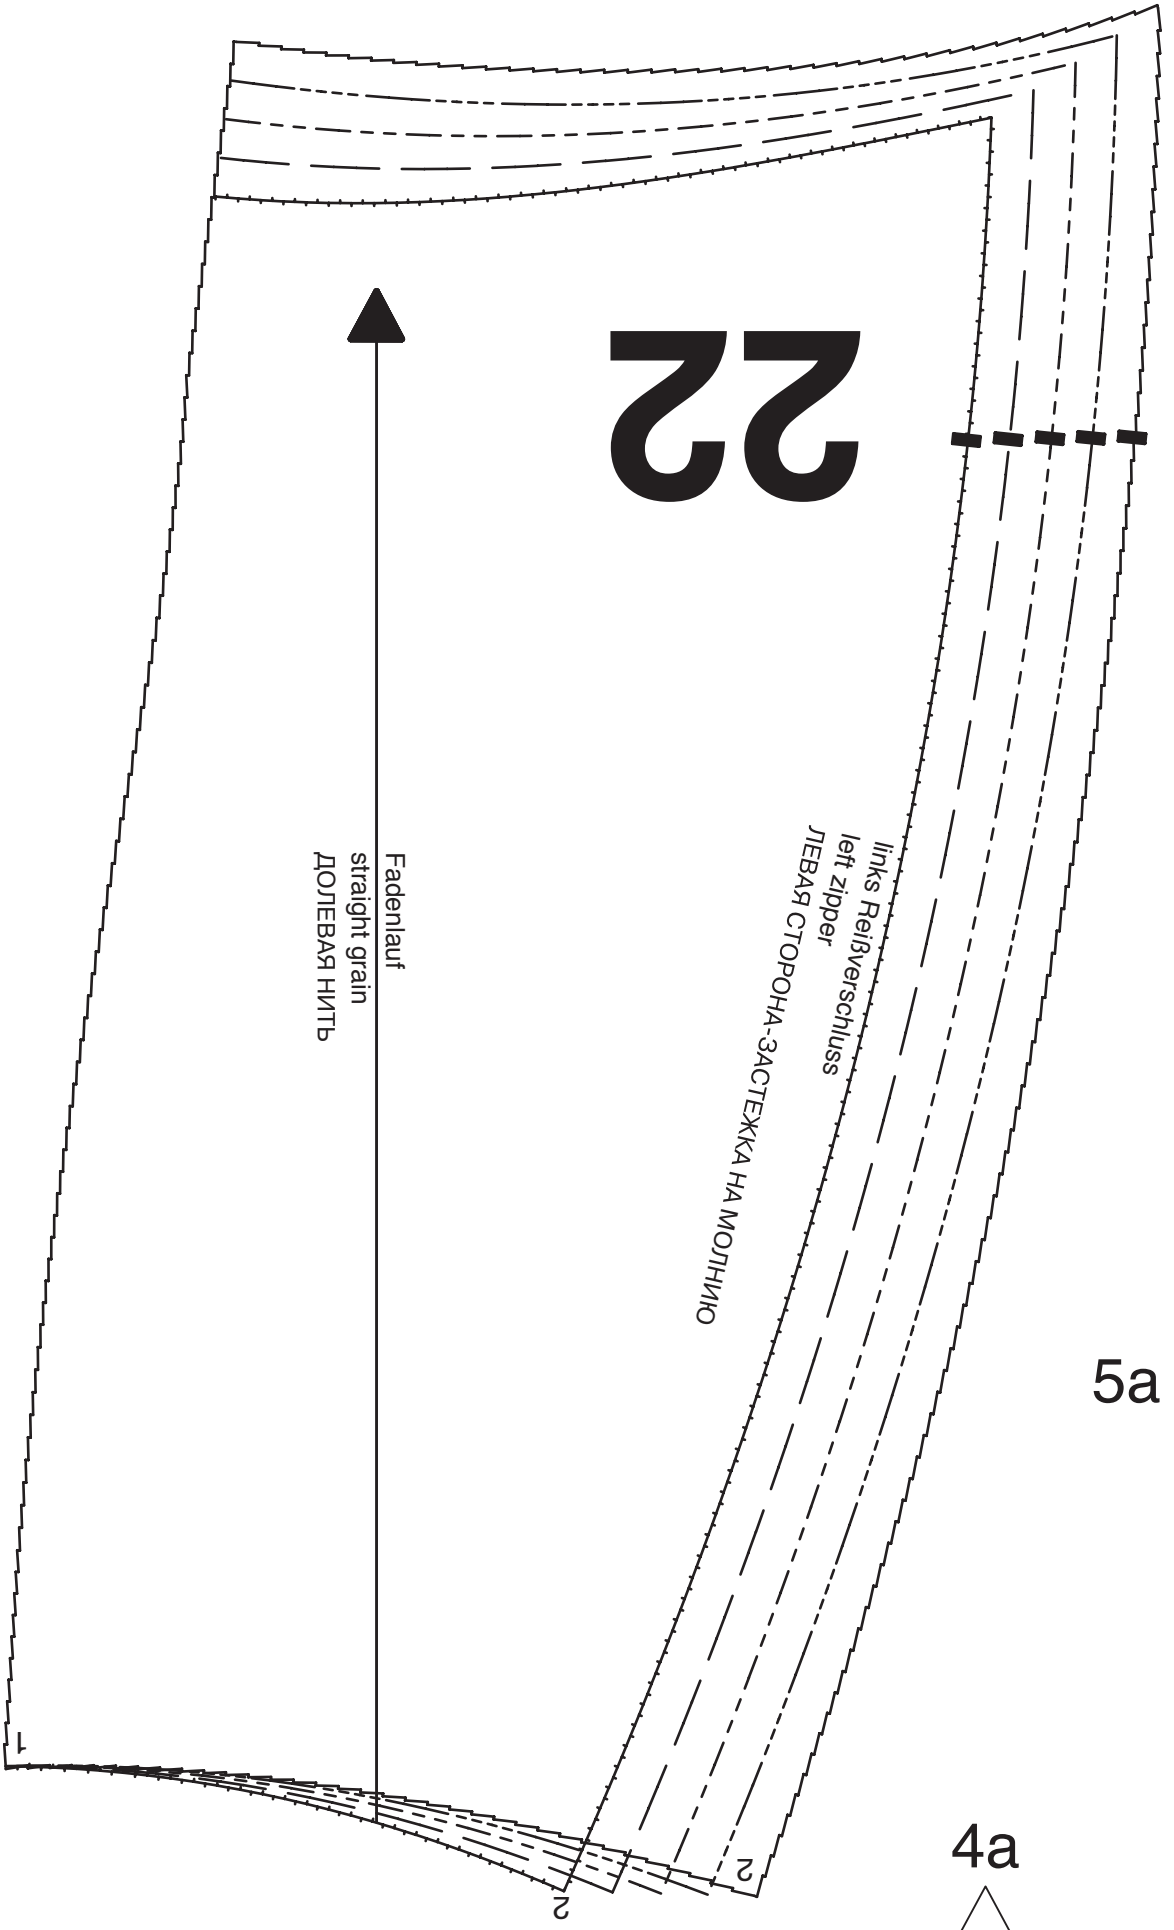 22
Fadenlauf
straight grain
ДОЛЕВАЯ НИТЬ
links Reißverschluss
left zipper
ЛЕВАЯ СТОРОНА-ЗАСТЕЖКА НА МОЛНИЮ
5a
1
2
2
4a